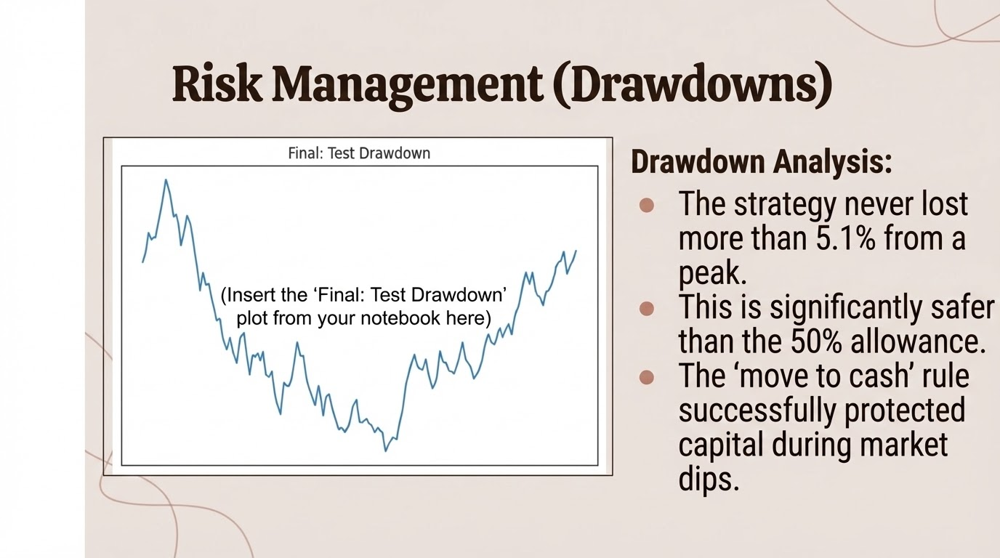 Risk Management (Drawdowns)
Final: Test Drawdown
(Insert the ‘Final: Test Drawdown’
plot from your notebook here)
Drawdown Analysis:
● The strategy never lost
more than 5.1% from a
peak.
● This is significantly safer
than the 50% allowance.
● The ‘move to cash’ rule
successfully protected
capital during market
dips.